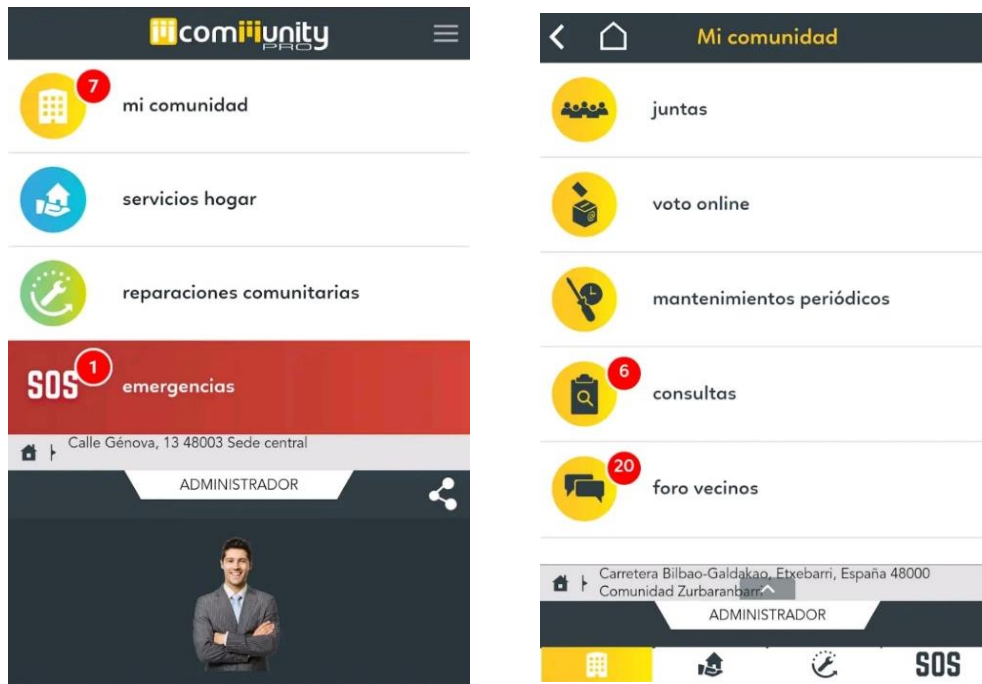 community
PRO
7
mi comunidad
servicios hogar
reparaciones comunitarias
SOS
1
emergencias
Calle Génova, 13 48003 Sede central
ADMINISTRADOR
Mi comunidad
juntas
voto online
@
mantenimientos periódicos
6
consultas
20
foro vecinos
Carretera Bilbao-Galdakao, Etxebarri, España 48000
Comunidad Zurbaranbarri
ADMINISTRADOR
SOS